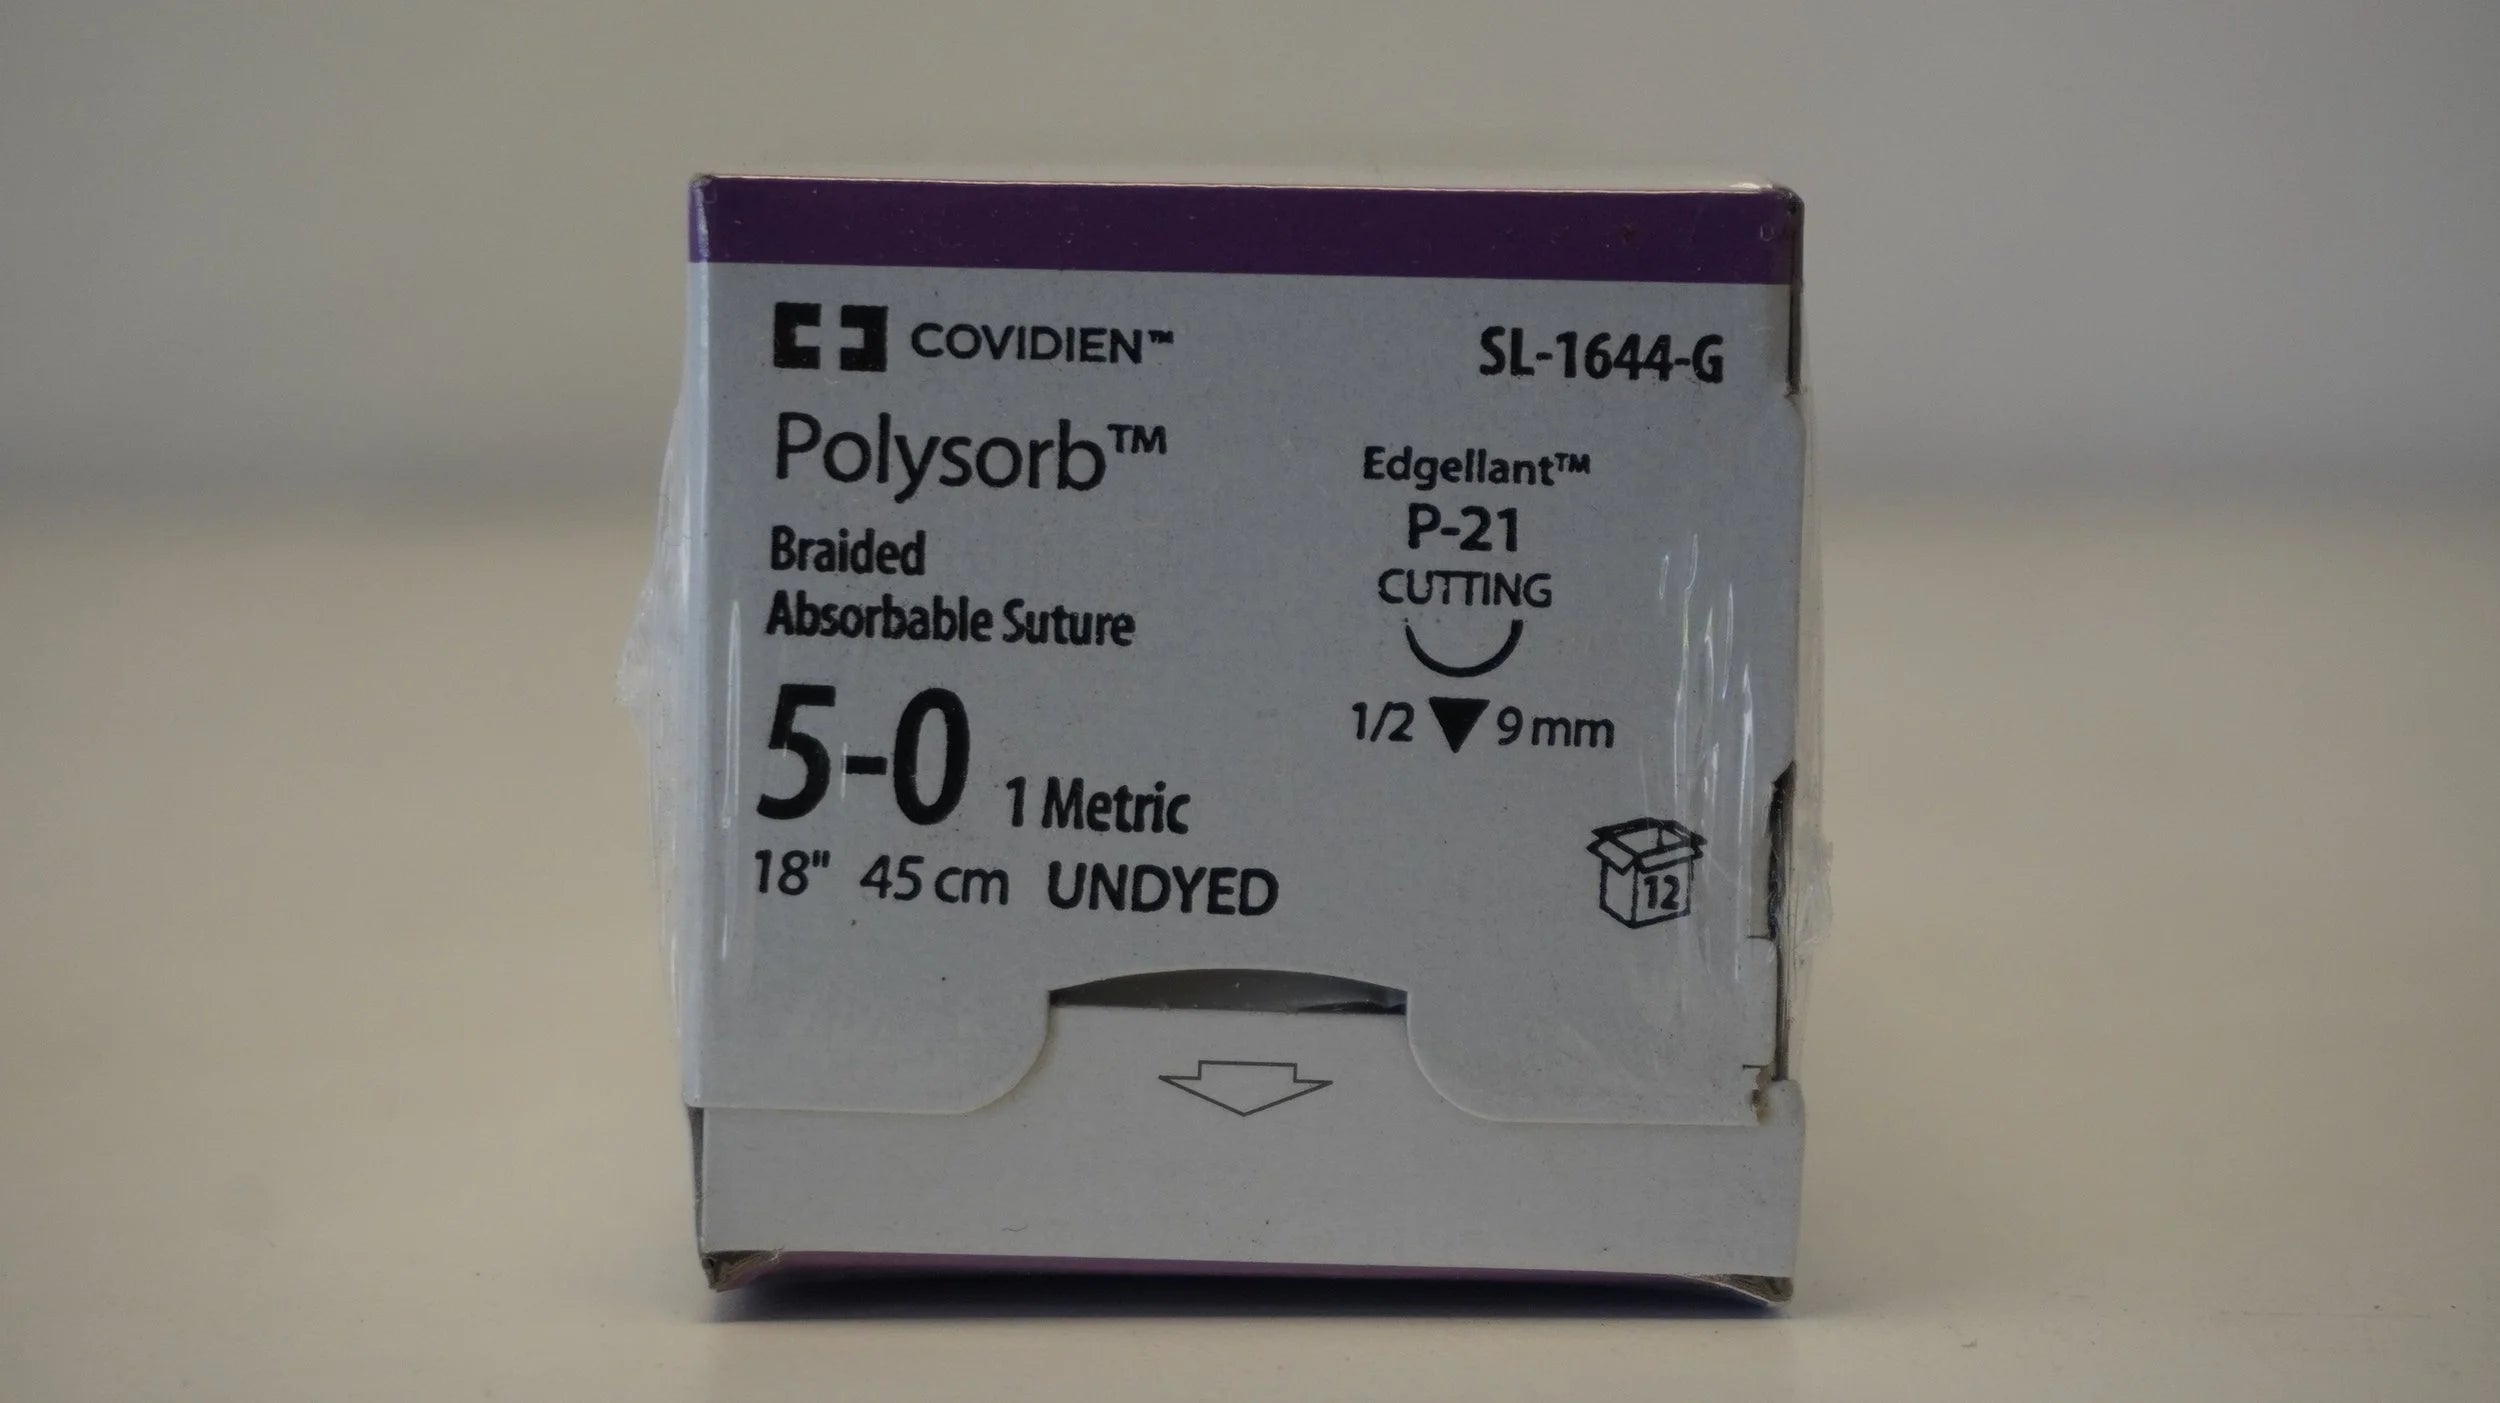 COVIDIEN™
SL-1644-G
Polysorb™
Braided
Absorbable Suture
5-0 1 Metric
18" 45 cm UNDYED
Edgellant™
P-21
CUTTING
1/2 9 mm
12